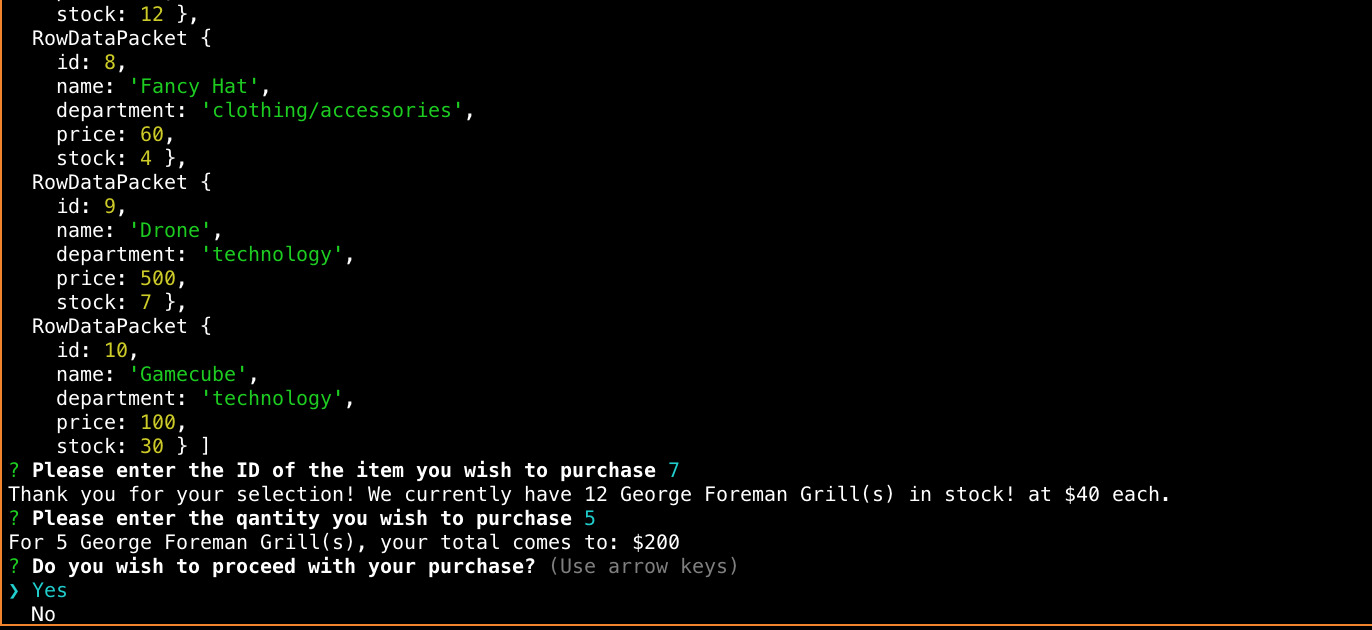 stock: 12 },
RowDataPacket {
id: 8,
name: 'Fancy Hat',
department: 'clothing/accessories',
price: 60,
stock: 4 },
RowDataPacket {
id: 9,
name: 'Drone',
department: 'technology',
price: 500,
stock: 7 },
RowDataPacket {
id: 10,
name: 'Gamecube',
department: 'technology',
price: 100,
stock: 30 } ]
? Please enter the ID of the item you wish to purchase 7
Thank you for your selection! We currently have 12 George Foreman Grill(s) in stock! at $40 each.
? Please enter the qantity you wish to purchase 5
For 5 George Foreman Grill(s), your total comes to: $200
? Do you wish to proceed with your purchase? (Use arrow keys)
❯ Yes
No